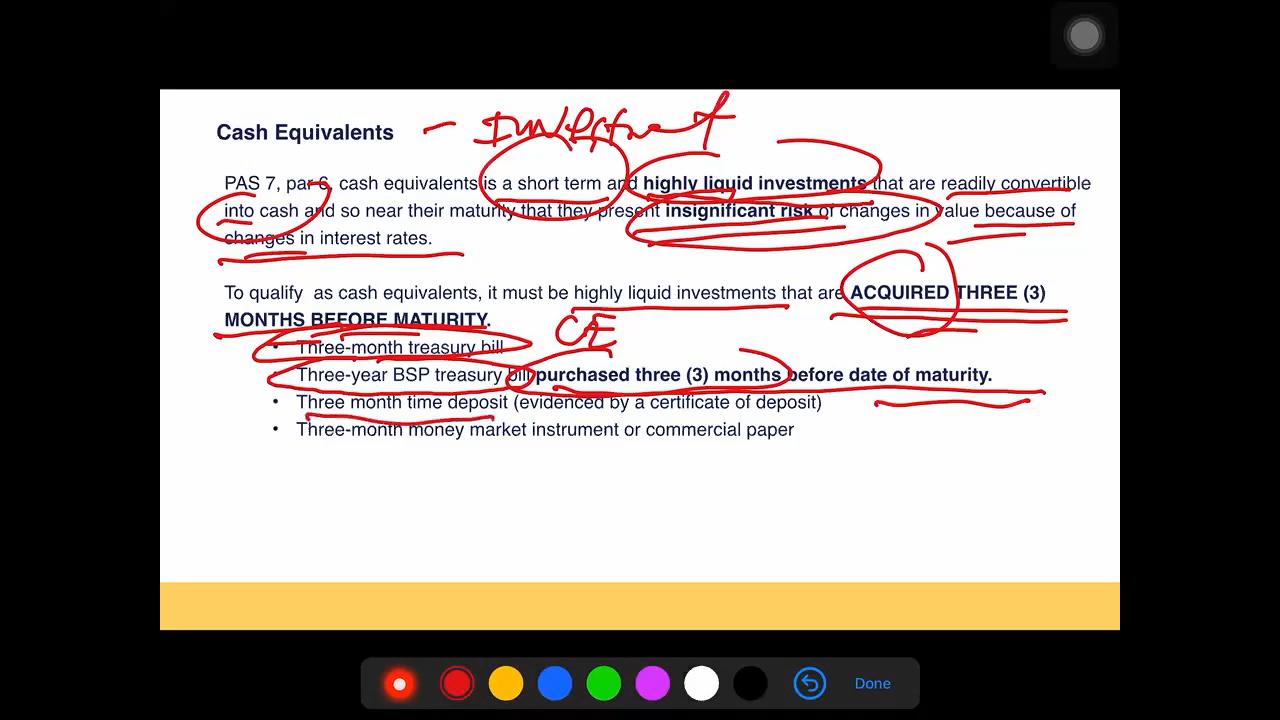 Cash Equivalents - Investment
PAS 7, par 6, cash equivalents is a short term and highly liquid investments that are readily convertible
into cash and so near their maturity that they present insignificant risk of changes in value because of
changes in interest rates.
To qualify as cash equivalents, it must be highly liquid investments that are ACQUIRED THREE (3)
MONTHS BEFORE MATURITY.
CE
• Three-month treasury bill
• Three-year BSP treasury bill purchased three (3) months before date of maturity.
• Three month time deposit (evidenced by a certificate of deposit)
• Three-month money market instrument or commercial paper
Done